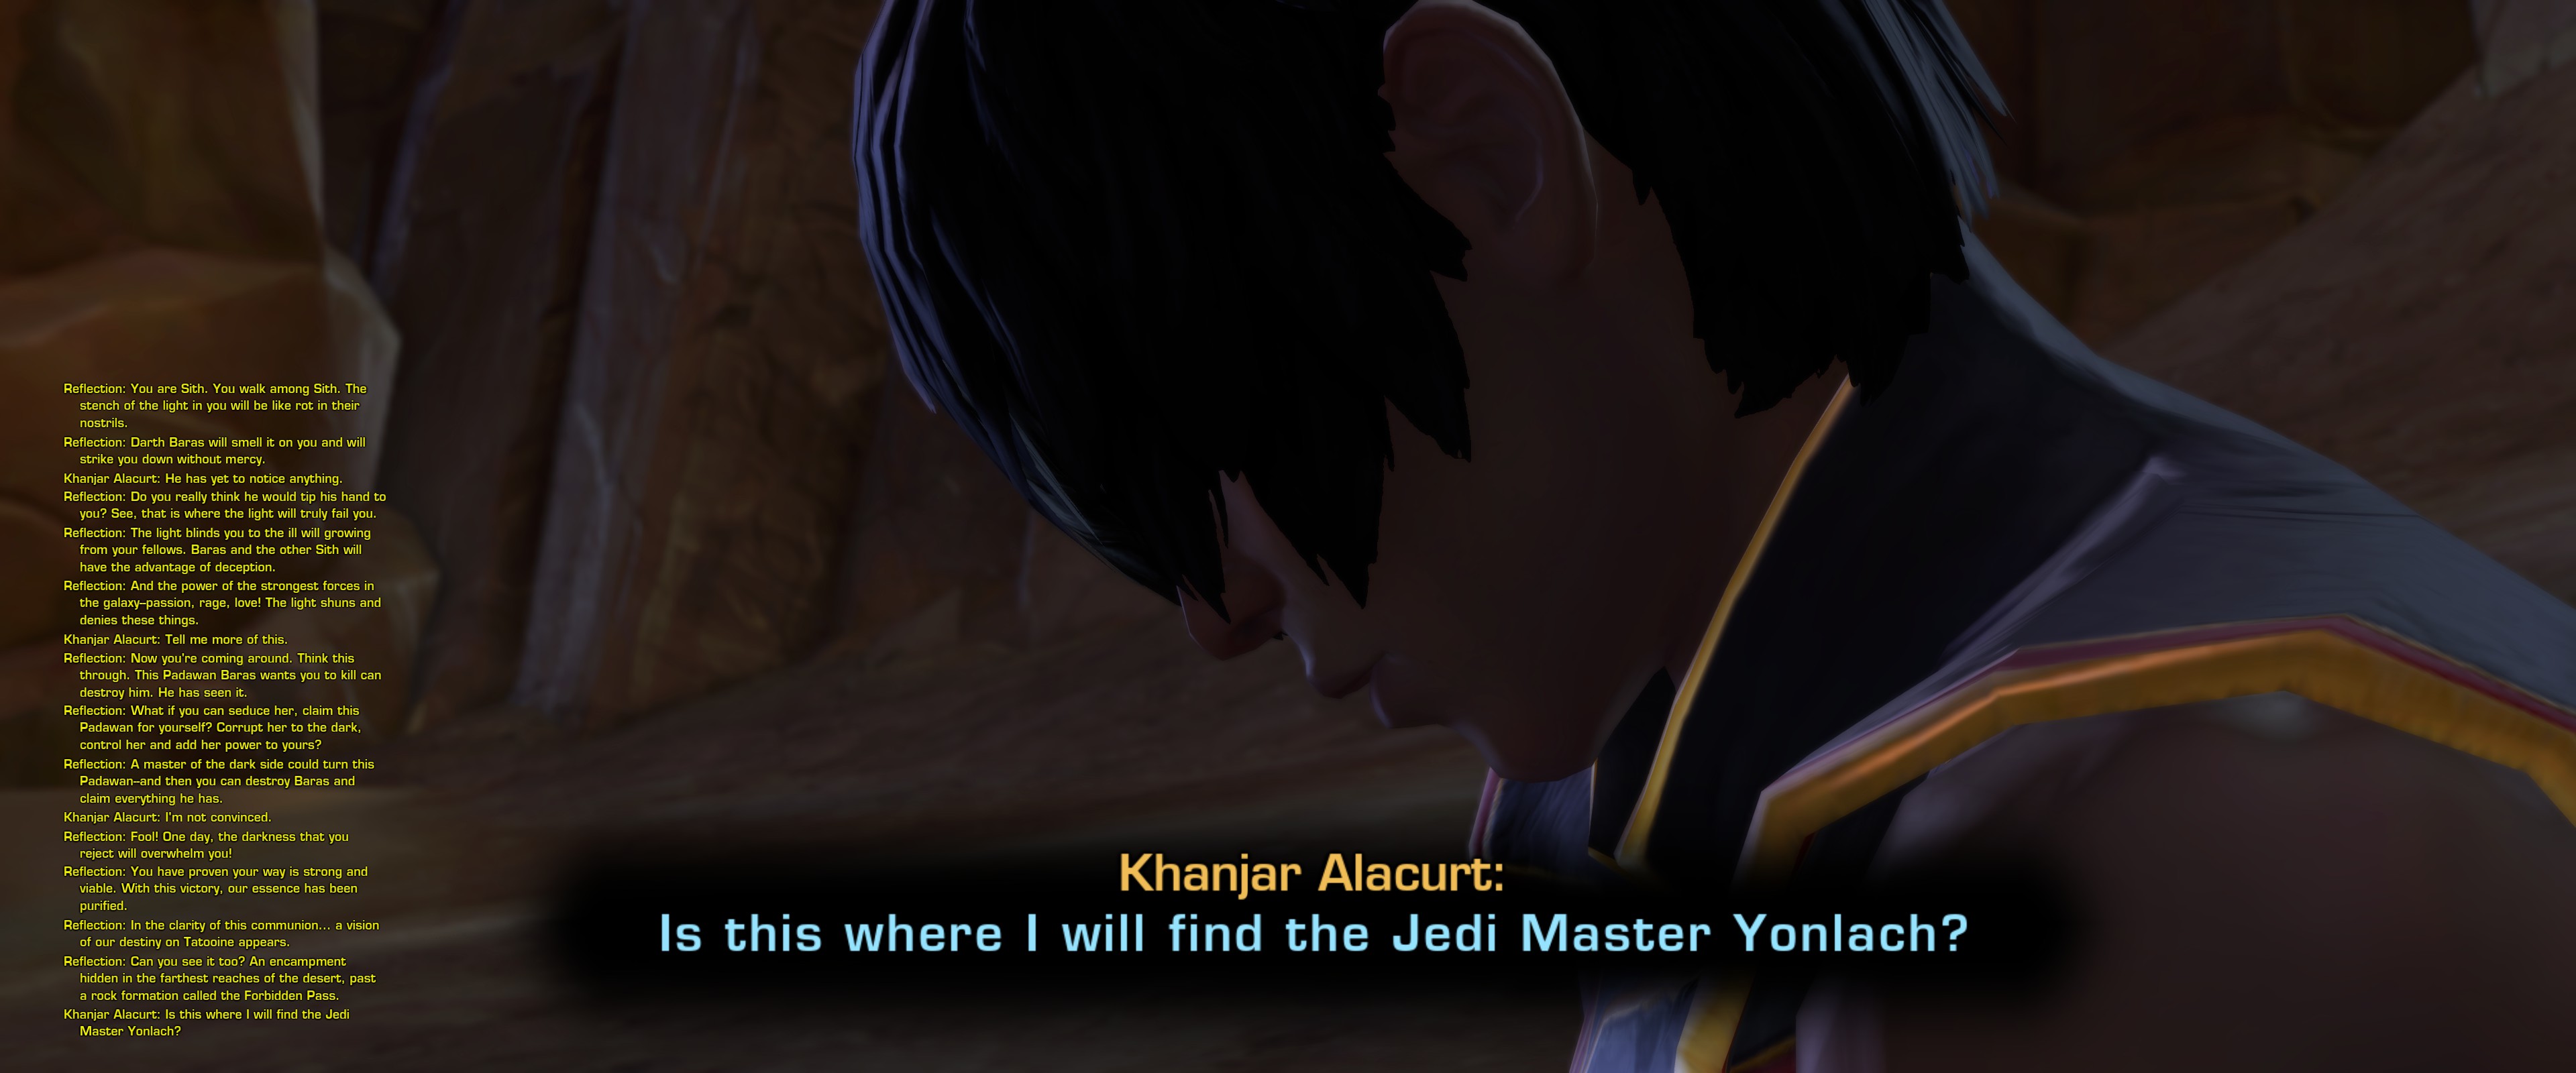 Reflection: You are Sith. You walk among Sith. The
stench of the light in you will be like rot in their
nostrils.
Reflection: Darth Baras will smell it on you and will
strike you down without mercy.
Khanjar Alacurt: He has yet to notice anything.
Reflection: Do you really think he would tip his hand to
you? See, that is where the light will truly fail you.
Reflection: The light blinds you to the ill will growing
from your fellows. Baras and the other Sith will
have the advantage of deception.
Reflection: And the power of the strongest forces in
the galaxy–passion, rage, love! The light shuns and
denies these things.
Khanjar Alacurt: Tell me more of this.
Reflection: Now you're coming around. Think this
through. This Padawan Baras wants you to kill can
destroy him. He has seen it.
Reflection: What if you can seduce her, claim this
Padawan for yourself? Corrupt her to the dark,
control her and add her power to yours?
Reflection: A master of the dark side could turn this
Padawan–and then you can destroy Baras and
claim everything he has.
Khanjar Alacurt: I'm not convinced.
Reflection: Fool! One day, the darkness that you
reject will overwhelm you!
Reflection: You have proven your way is strong and
viable. With this victory, our essence has been
purified.
Reflection: In the clarity of this communion... a vision
of our destiny on Tatooine appears.
Reflection: Can you see it too? An encampment
hidden in the farthest reaches of the desert, past
a rock formation called the Forbidden Pass.
Khanjar Alacurt: Is this where I will find the Jedi
Master Yonlach?
Khanjar Alacurt:
Is this where I will find the Jedi Master Yonlach?